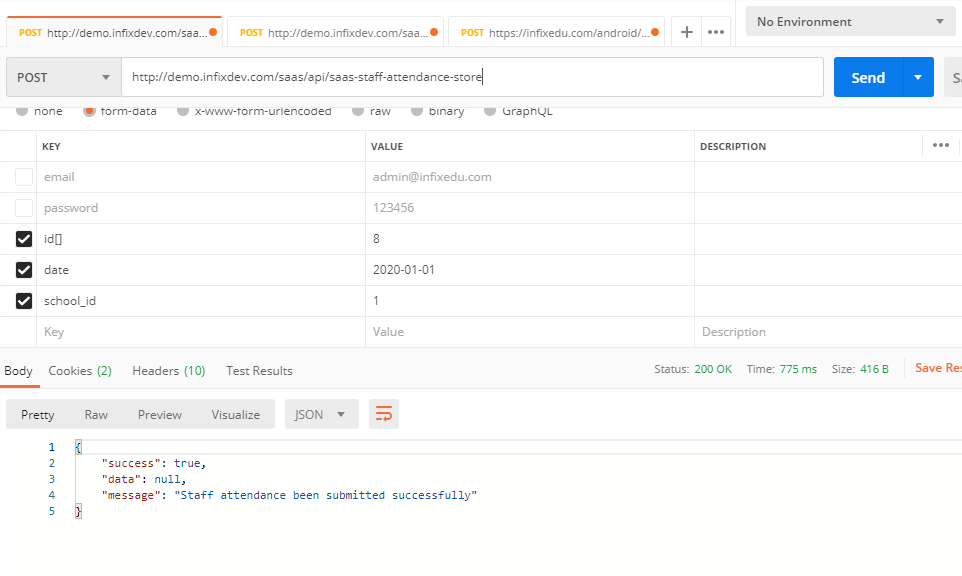 POST http://demo.infixdev.com/saas... POST http://demo.infixdev.com/saa... POST https://infixedu.com/android/... + ••• No Environment
POST http://demo.infixdev.com/saas/api/saas-staff-attendance-store Send
none form-data x-www-form-urlencoded raw binary GraphQL
KEY VALUE DESCRIPTION •••
email admin@infixedu.com
password 123456
id[] 8
date 2020-01-01
school_id 1
Key Value Description
Body Cookies (2) Headers (10) Test Results Status: 200 OK Time: 775 ms Size: 416 B Save Res
Pretty Raw Preview Visualize JSON
1 {
2 "success": true,
3 "data": null,
4 "message": "Staff attendance been submitted successfully"
5 }